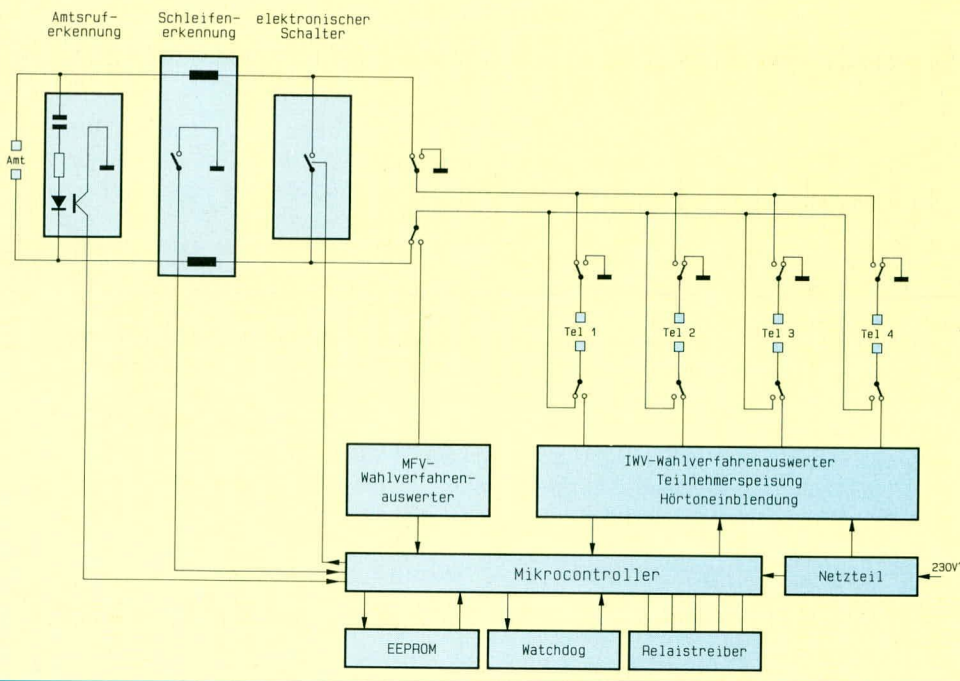 Amtsruf-
erkennung
Schleifen-
erkennung
elektronischer
Schalter
Amt
Tel 1
Tel 2
Tel 3
Tel 4
MFV-
Wahlverfahren-
auswerter
IWV-Wahlverfahrenauswerter
Teilnehmerspeisung
Hörtoneinblendung
Mikrocontroller
Netzteil
230V~
EEPROM
Watchdog
Relaistreiber